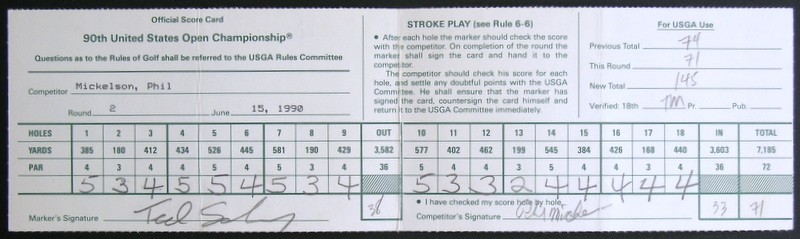 Official Score Card
90th United States Open Championship®
Questions as to the Rules of Golf shall be referred to the USGA Rules Committee
Competitor Mickelson, Phil
Round 2 June 15, 1990
STROKE PLAY (see Rule 6-6)
● After each hole the marker should check the score
with the competitor. On completion of the round the
marker shall sign the card and hand it to the
competitor.
The competitor should check his score for each
hole, and settle any doubtful points with the USGA
Committee. He shall ensure that the marker has
signed the card, countersign the card himself and
return it to the USGA Committee immediately.
For USGA Use
Previous Total 74
This Round 71
New Total 145
Verified: 18th TM Pr. Pub.
HOLES 1 2 3 4 5 6 7 8 9 OUT 10 11 12 13 14 15 16 17 18 IN TOTAL
YARDS 385 180 412 434 526 445 581 190 429 3,582 577 402 462 199 545 384 426 168 440 3,603 7,185
PAR 4 3 4 4 5 4 5 3 4 36 5 4 4 3 5 4 4 3 4 36 72
5 3 4 5 5 4 5 3 4 5 3 3 2 4 4 4 4 4
Marker's Signature Ted 38 ● I have checked my score hole by hole. 33 71
Competitor's Signature Phil Mickelson